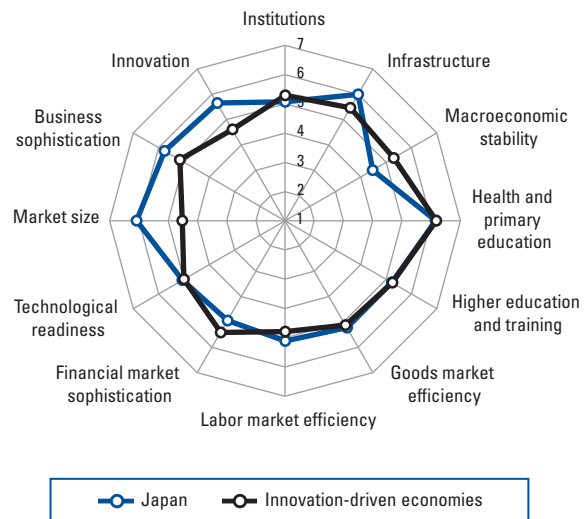 Institutions
Infrastructure
Macroeconomic
stability
Health and
primary
education
Higher education
and training
Goods market
efficiency
Labor market efficiency
Financial market
sophistication
Technological
readiness
Market size
Business
sophistication
Innovation
7
6
5
4
3
2
1
Japan
Innovation-driven economies